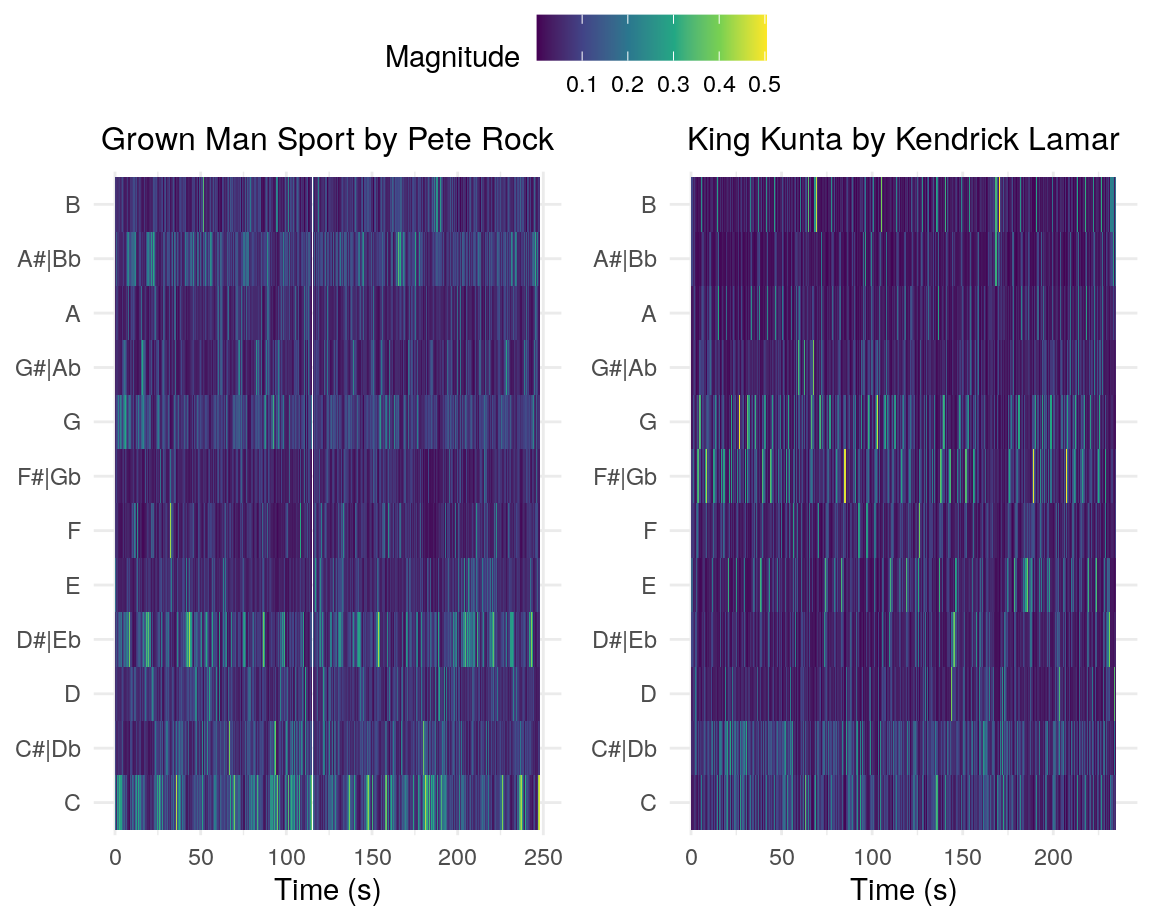 Magnitude
0.1 0.2 0.3 0.4 0.5
Grown Man Sport by Pete Rock
B
A#|Bb
A
G#|Ab
G
F#|Gb
F
E
D#|Eb
D
C#|Db
C
0 50 100 150 200 250
Time (s)
King Kunta by Kendrick Lamar
B
A#|Bb
A
G#|Ab
G
F#|Gb
F
E
D#|Eb
D
C#|Db
C
0 50 100 150 200
Time (s)